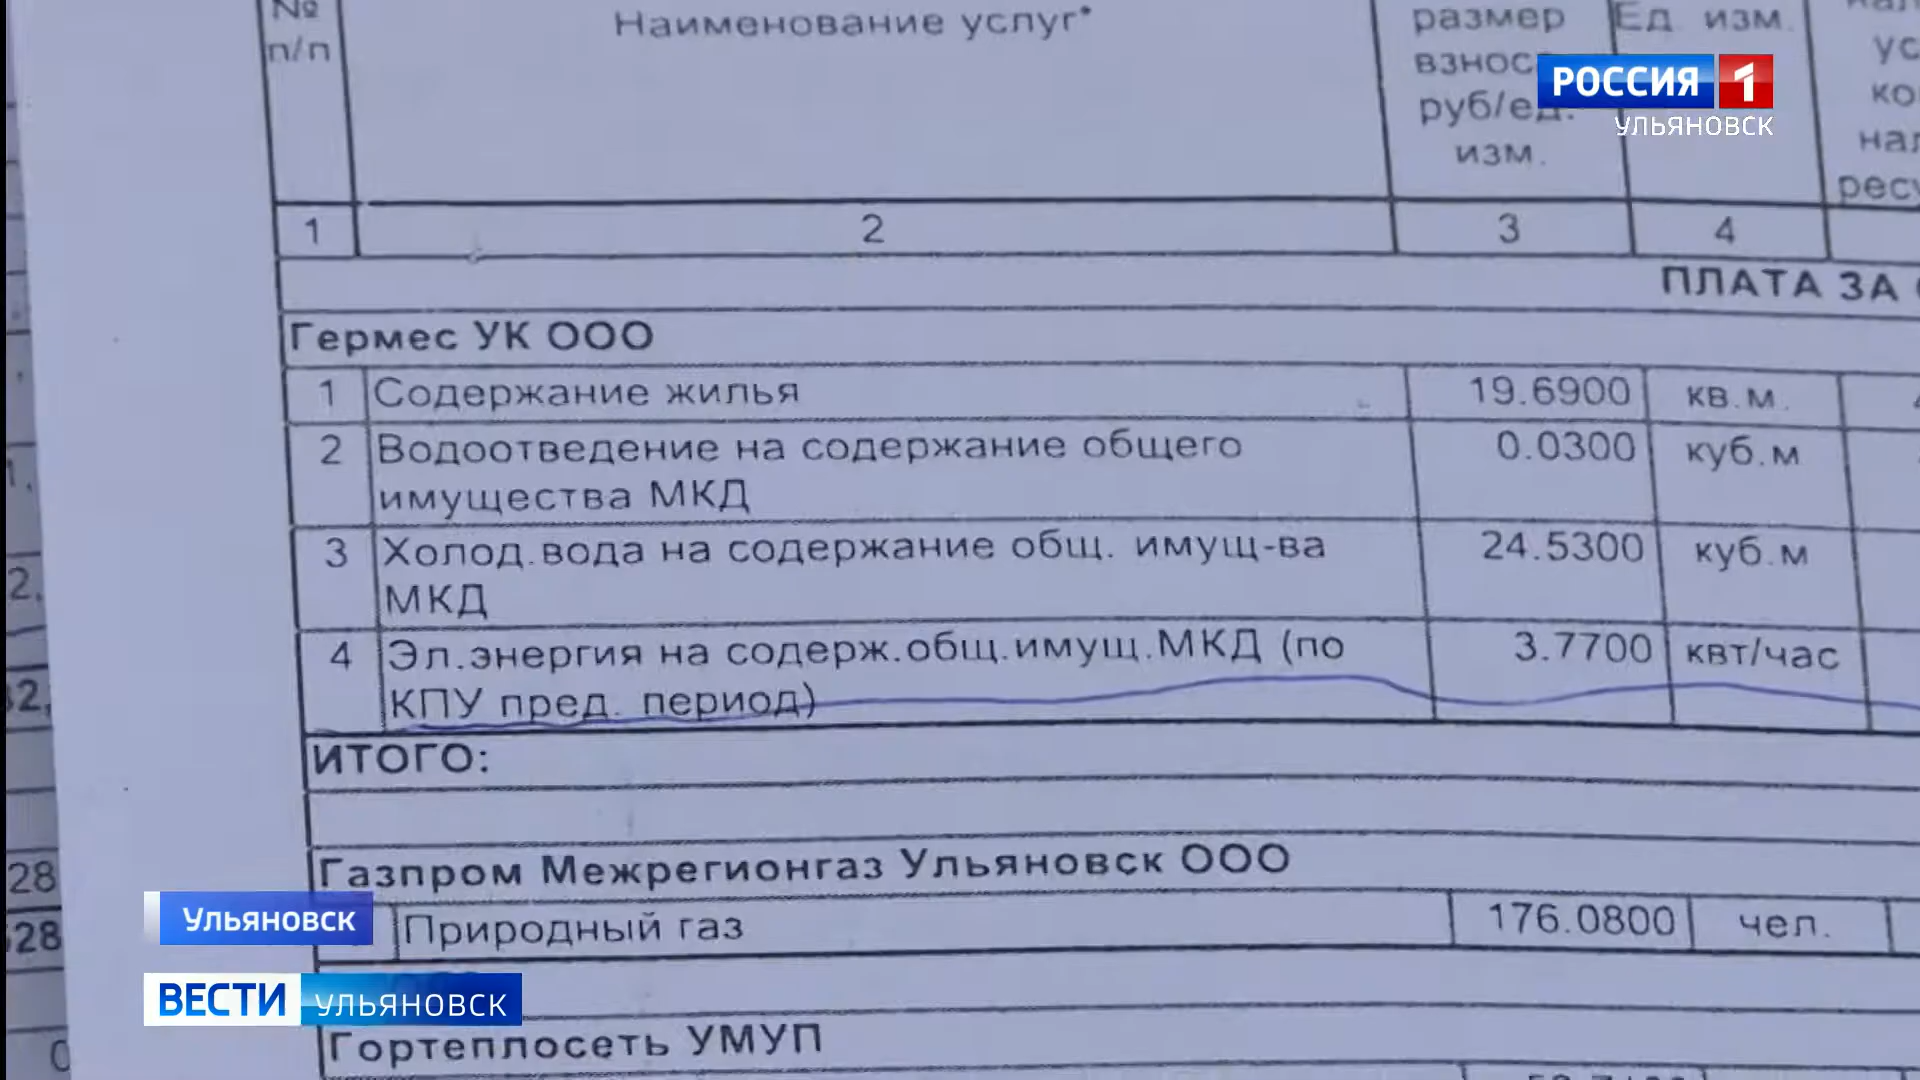 №
п/п
Наименование услуг*
размер
взнос
руб/ед.
изм.
Ед. изм.
РОССИЯ 1
УЛЬЯНОВСК
1 2 3 4
ПЛАТА ЗА
Гермес УК ООО
1 Содержание жилья 19.6900 кв.м.
2 Водоотведение на содержание общего 0.0300 куб.м
имущества МКД
3 Холод.вода на содержание общ. имущ-ва 24.5300 куб.м
МКД
4 Эл.энергия на содерж.общ.имущ.МКД (по 3.7700 квт/час
КПУ пред. период)
ИТОГО:
Газпром Межрегионгаз Ульяновск ООО
Природный газ 176.0800 чел.
Ульяновск
ВЕСТИ УЛЬЯНОВСК
Гортеплосеть УМУП